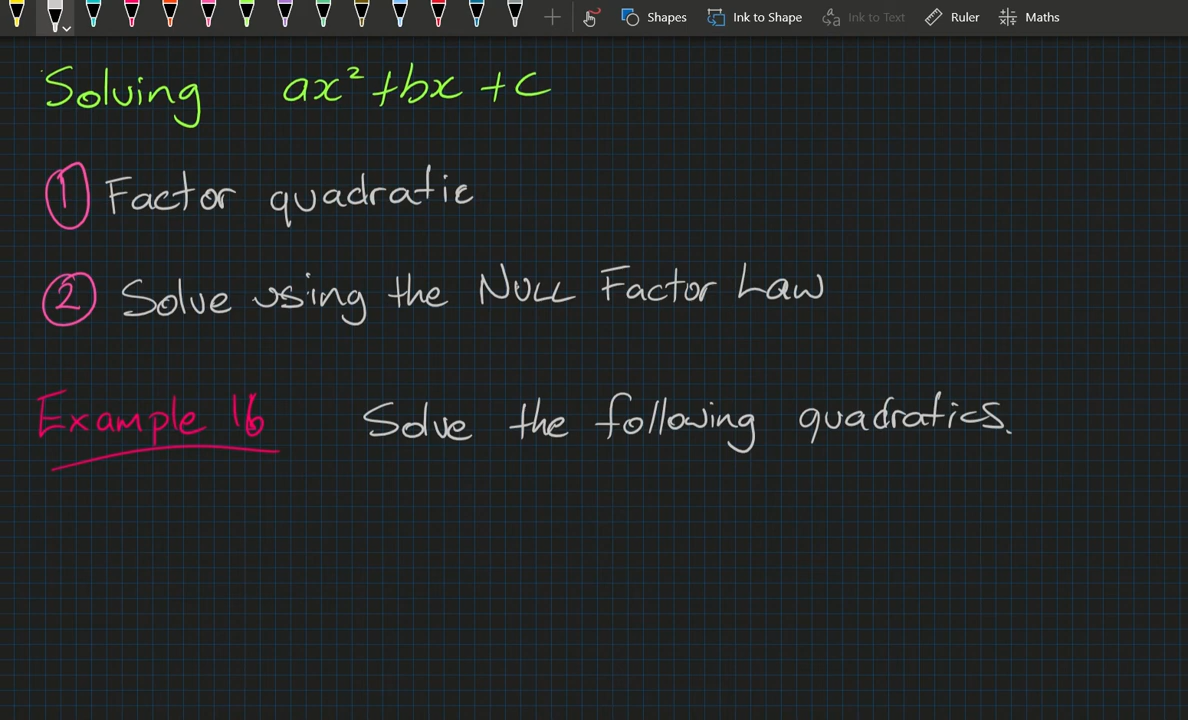 Shapes Ink to Shape Ink to Text Ruler Maths
Solving ax² + bx + c
① Factor quadratic
② Solve using the NULL Factor Law
Example 16 Solve the following quadratics.